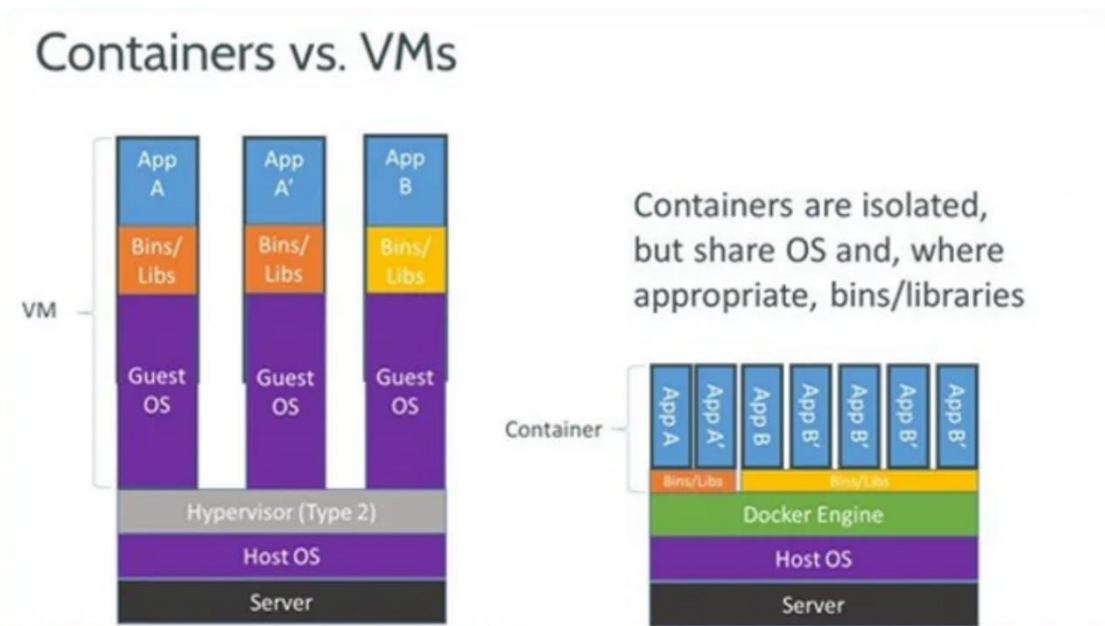 Containers vs. VMs
VM
App
A
Bins/
Libs
Guest
OS
App
A'
Bins/
Libs
Guest
OS
App
B
Bins/
Libs
Guest
OS
Hypervisor (Type 2)
Host OS
Server
Containers are isolated,
but share OS and, where
appropriate, bins/libraries
Container
App A
App A'
App B
App B'
App B'
App B'
App B'
Bins/Libs
Bins/Libs
Docker Engine
Host OS
Server